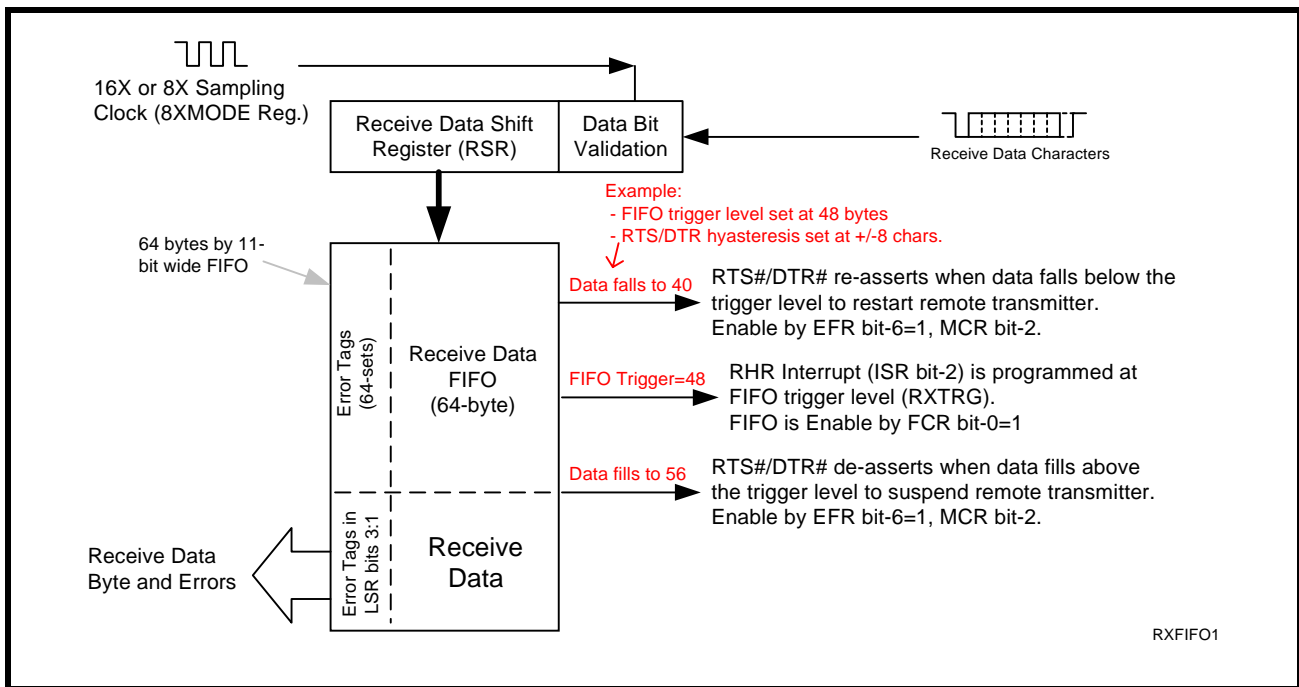 16X or 8X Sampling
Clock (8XMODE Reg.)
Receive Data Shift
Register (RSR)
Data Bit
Validation
Receive Data Characters
Example:
- FIFO trigger level set at 48 bytes
- RTS/DTR hyasteresis set at +/-8 chars.
64 bytes by 11-
bit wide FIFO
Data falls to 40
RTS#/DTR# re-asserts when data falls below the
trigger level to restart remote transmitter.
Enable by EFR bit-6=1, MCR bit-2.
Error Tags
(64-sets)
Receive Data
FIFO
(64-byte)
FIFO Trigger=48
RHR Interrupt (ISR bit-2) is programmed at
FIFO trigger level (RXTRG).
FIFO is Enable by FCR bit-0=1
Data fills to 56
RTS#/DTR# de-asserts when data fills above
the trigger level to suspend remote transmitter.
Enable by EFR bit-6=1, MCR bit-2.
Error Tags in
LSR bits 3:1
Receive
Data
Receive Data
Byte and Errors
RXFIFO1